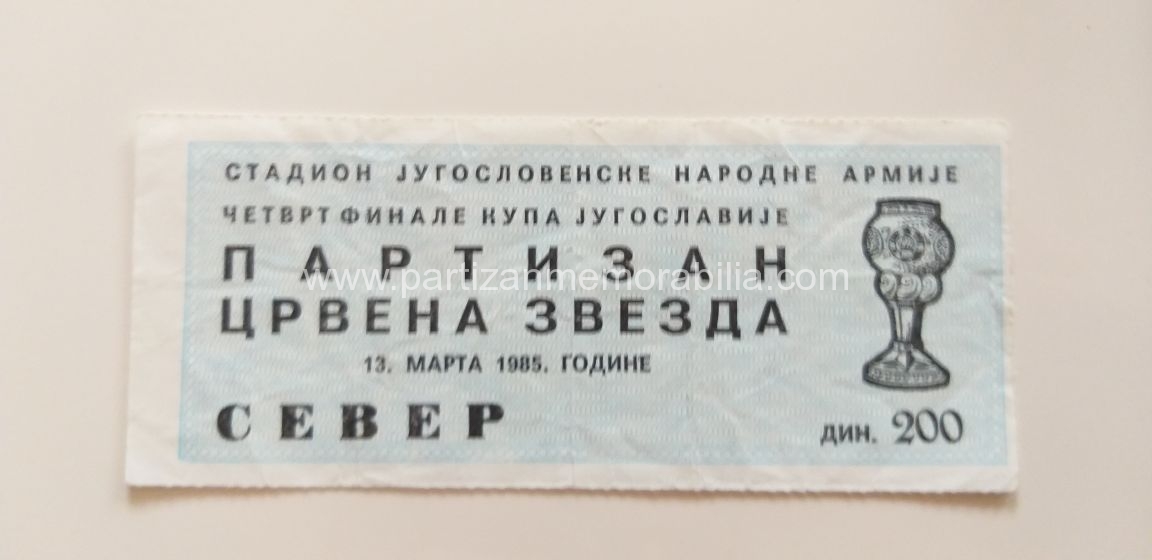 СТАДИОН ЈУГОСЛОВЕНСКЕ НАРОДНЕ АРМИЈЕ
ЧЕТВРТФИНАЛЕ КУПА ЈУГОСЛАВИЈЕ
ПАРТИЗАН
www.partizanmemorabilia.com
ЦРВЕНА ЗВЕЗДА
13. МАРТА 1985. ГОДИНЕ
СЕВЕР
ДИН. 200